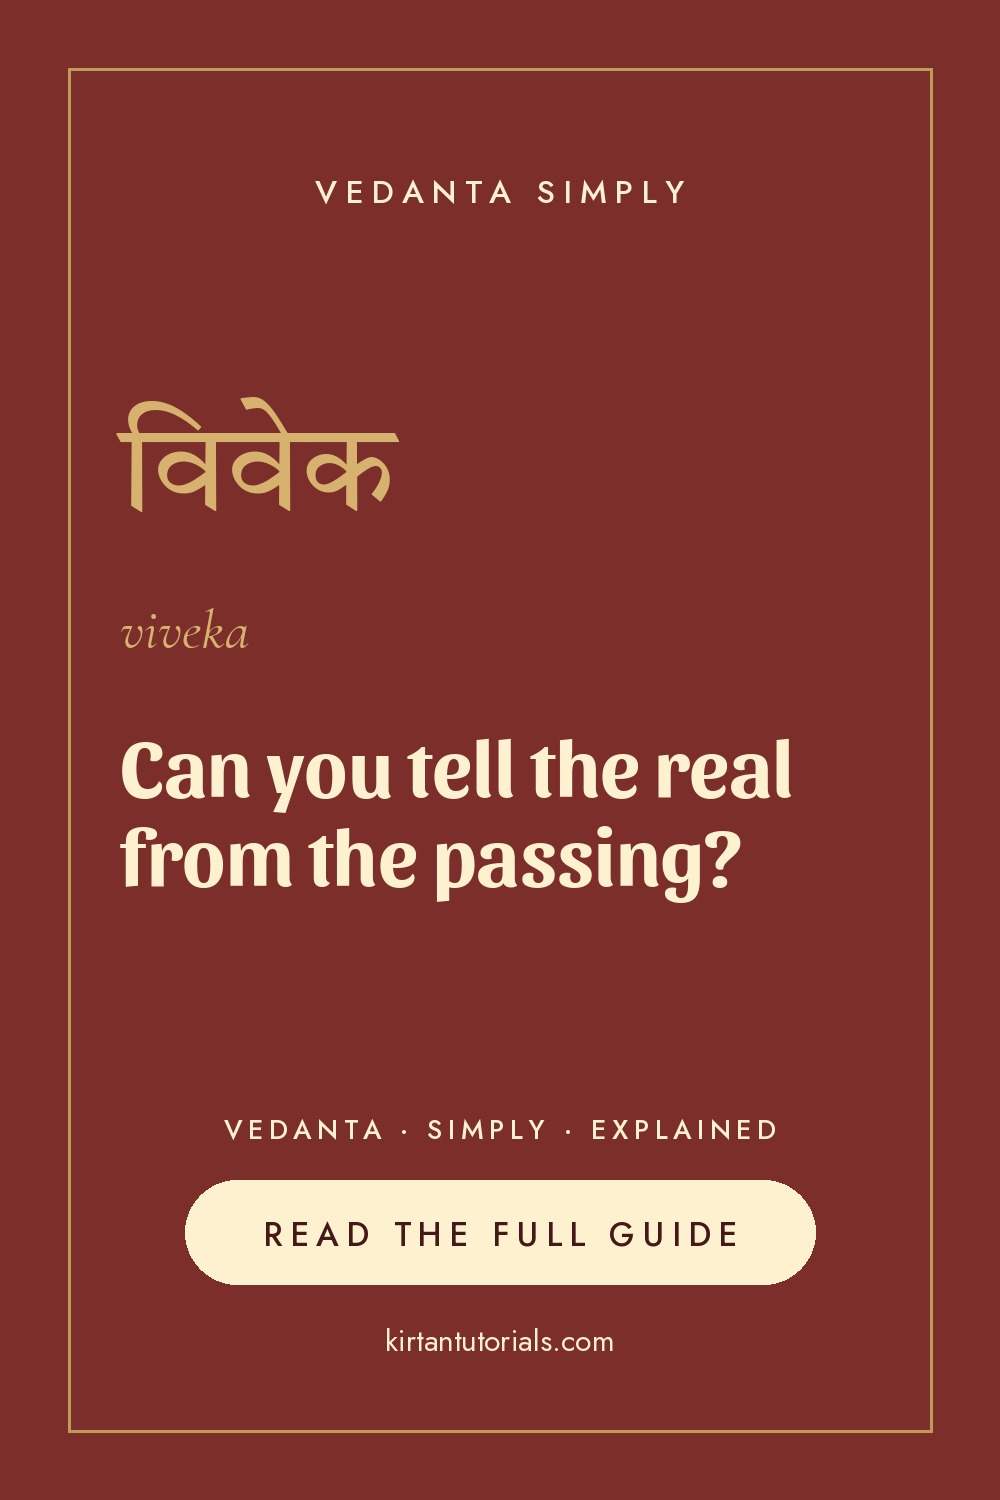 VEDANTA SIMPLY
विवेक
viveka
Can you tell the real
from the passing?
VEDANTA · SIMPLY · EXPLAINED
READ THE FULL GUIDE
kirtantutorials.com